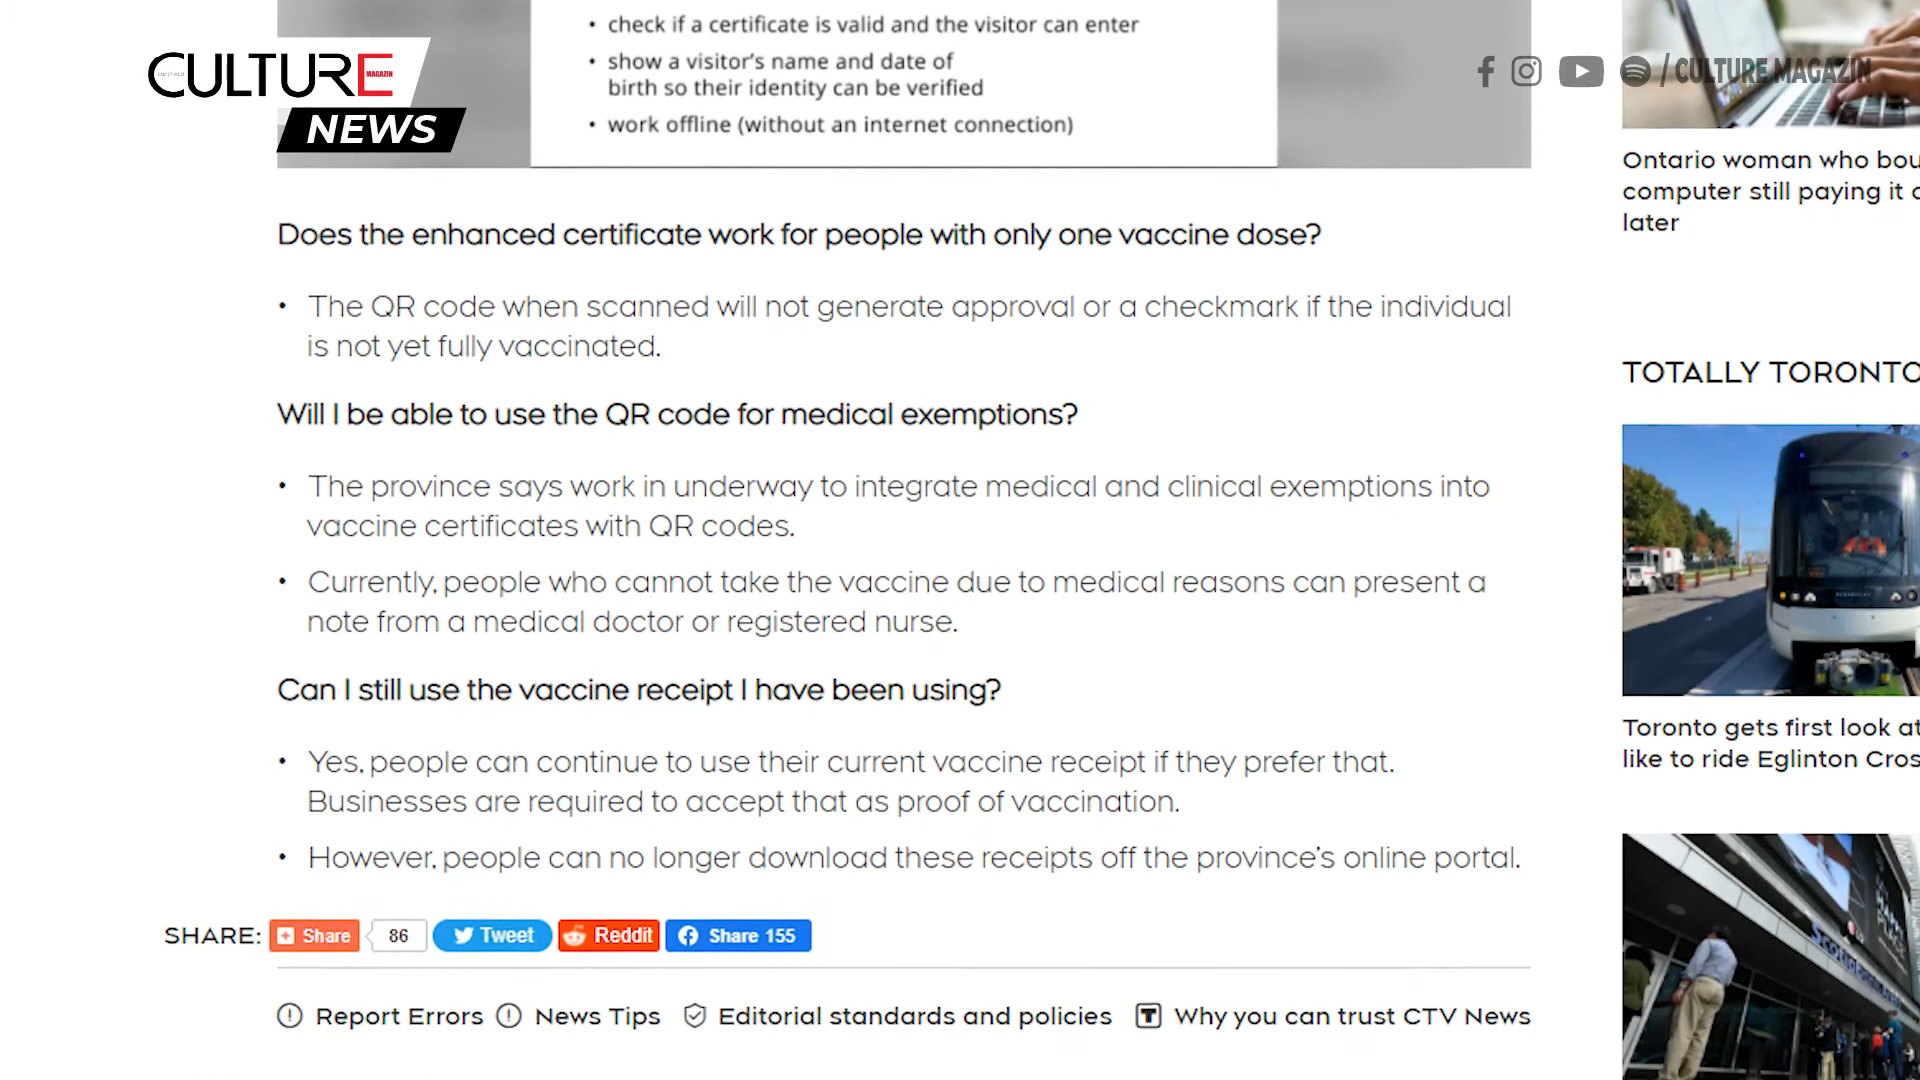 • check if a certificate is valid and the visitor can enter
• show a visitor's name and date of
birth so their identity can be verified
• work offline (without an internet connection)
CULTURE
MAGAZIN
NEWS
/ CULTURE MAGAZIN
Does the enhanced certificate work for people with only one vaccine dose?
• The QR code when scanned will not generate approval or a checkmark if the individual
is not yet fully vaccinated.
Will I be able to use the QR code for medical exemptions?
• The province says work in underway to integrate medical and clinical exemptions into
vaccine certificates with QR codes.
• Currently, people who cannot take the vaccine due to medical reasons can present a
note from a medical doctor or registered nurse.
Can I still use the vaccine receipt I have been using?
• Yes, people can continue to use their current vaccine receipt if they prefer that.
Businesses are required to accept that as proof of vaccination.
• However, people can no longer download these receipts off the province's online portal.
SHARE: Share 86 Tweet Reddit Share 155
Report Errors News Tips Editorial standards and policies Why you can trust CTV News
Ontario woman who bou
computer still paying it o
later
TOTALLY TORONTO
Toronto gets first look at
like to ride Eglinton Cros